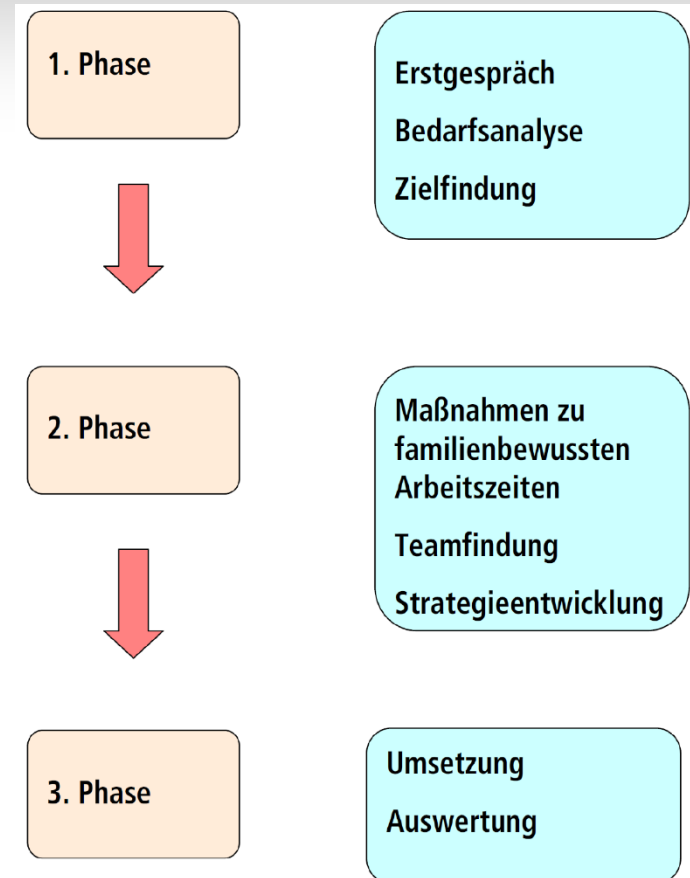 1. Phase
Erstgespräch
Bedarfsanalyse
Zielfindung
2. Phase
Maßnahmen zu
familienbewussten
Arbeitszeiten
Teamfindung
Strategieentwicklung
3. Phase
Umsetzung
Auswertung